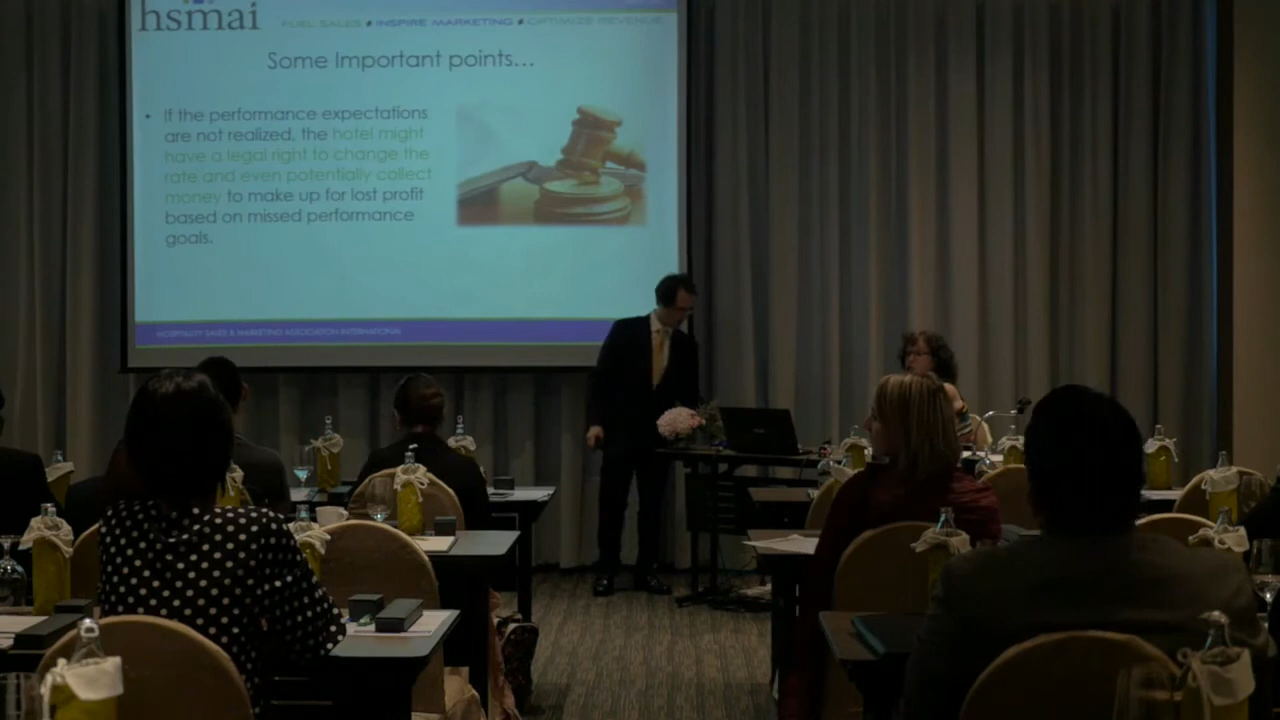 hsmai
FUEL SALES INSPIRE MARKETING OPTIMIZE REVENUE
Some Important points...
• If the performance expectations
are not realized, the hotel might
have a legal right to change the
rate and even potentially collect
money to make up for lost profit
based on missed performance
goals.
HOSPITALITY SALES & MARKETING ASSOCIATION INTERNATIONAL